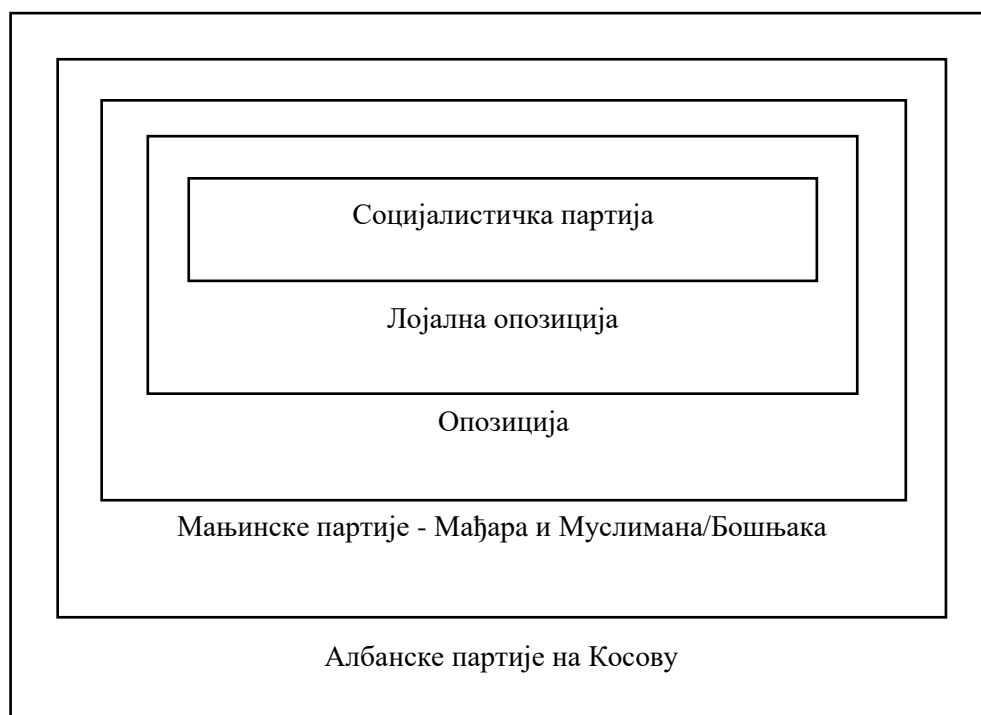 Социјалистичка партија
Лојална опозиција
Опозиција
Мањинске партије - Мађара и Муслимана/Бошњака
Албанске партије на Косову